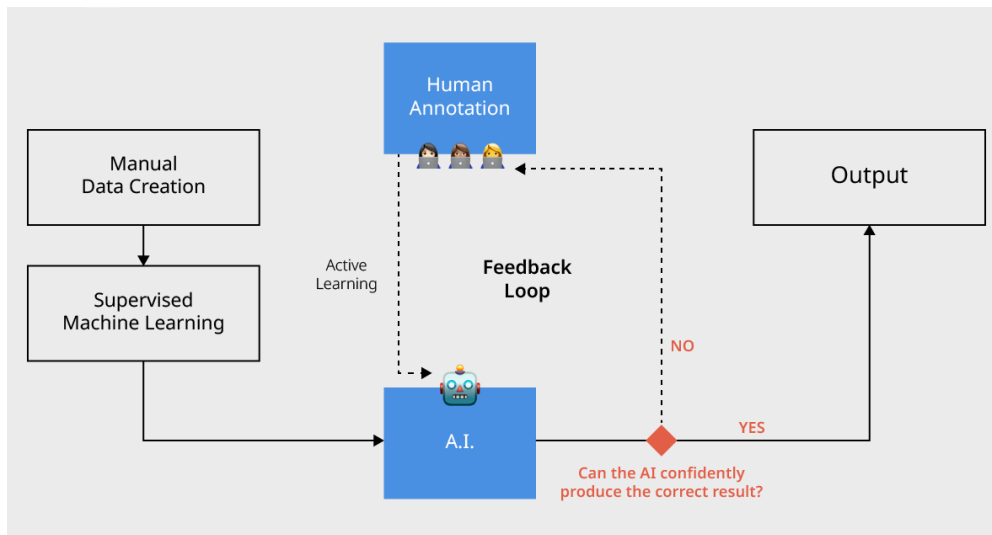 Human
Annotation
Manual
Data Creation
Output
Supervised
Machine Learning
Active
Learning
Feedback
Loop
NO
A.I.
YES
Can the AI confidently
produce the correct result?